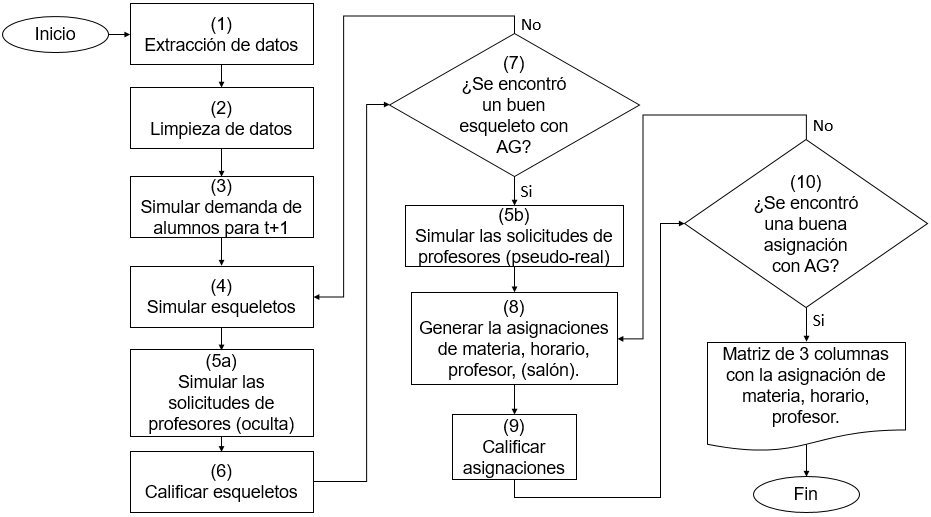 Inicio
(1)
Extracción de datos
(2)
Limpieza de datos
(3)
Simular demanda de
alumnos para t+1
(4)
Simular esqueletos
(5a)
Simular las
solicitudes de
profesores (oculta)
(6)
Calificar esqueletos
No
(7)
¿Se encontró
un buen
esqueleto con
AG?
Si
(5b)
Simular las solicitudes de
profesores (pseudo-real)
(8)
Generar la asignaciones
de materia, horario,
profesor, (salón).
(9)
Calificar
asignaciones
No
(10)
¿Se encontró
una buena
asignación
con AG?
Si
Matriz de 3 columnas
con la asignación de
materia, horario,
profesor.
Fin